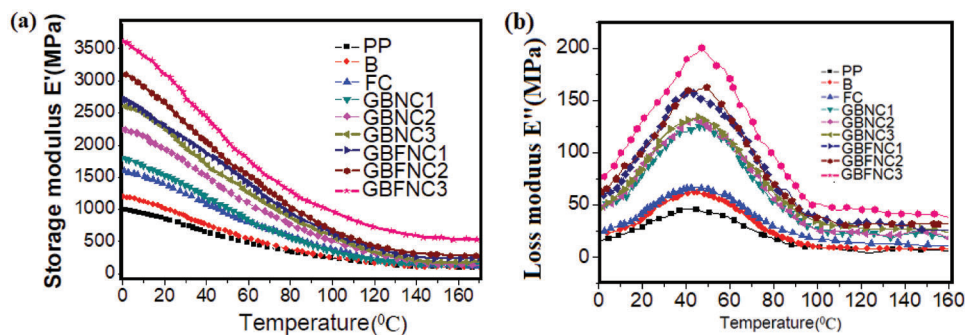 (a)
Storage modulus E'(MPa)
3500
3000
2500
2000
1500
1000
500
0
PP
B
FC
GBNC1
GBNC2
GBNC3
GBFNC1
GBFNC2
GBFNC3
0 20 40 60 80 100 120 140 160
Temperature(⁰C)
(b)
Loss modulus E"(MPa)
200
150
100
50
0
PP
B
FC
GBNC1
GBNC2
GBNC3
GBFNC1
GBFNC2
GBFNC3
0 20 40 60 80 100 120 140 160
Temperature(⁰C)